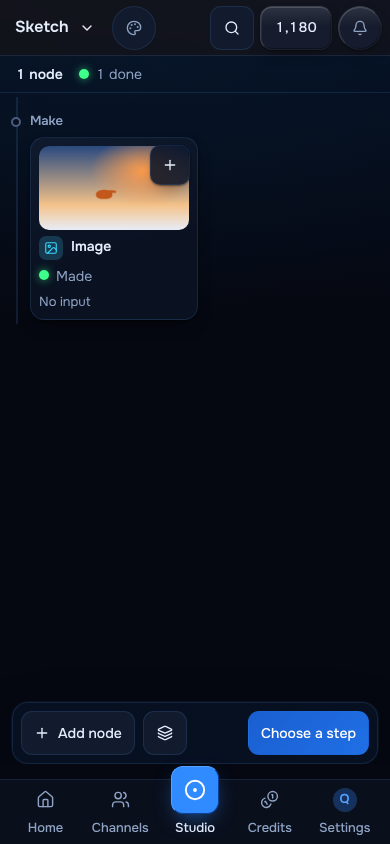 Sketch
1,180
1 node
1 done
Make
Image
Made
No input
Add node
Choose a step
Home
Channels
Studio
Credits
Settings